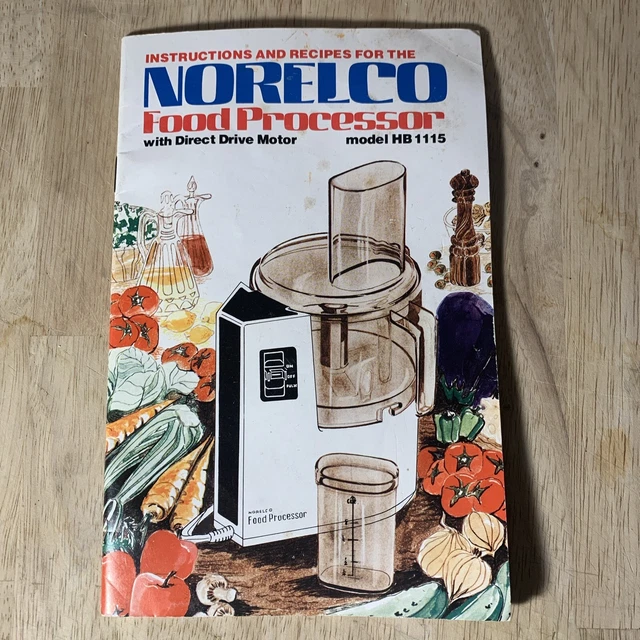 INSTRUCTIONS AND RECIPES FOR THE
NORELCO
Food Processor
with Direct Drive Motor model HB 1115
ON
OFF
PULSE
NORELCO
Food Processor